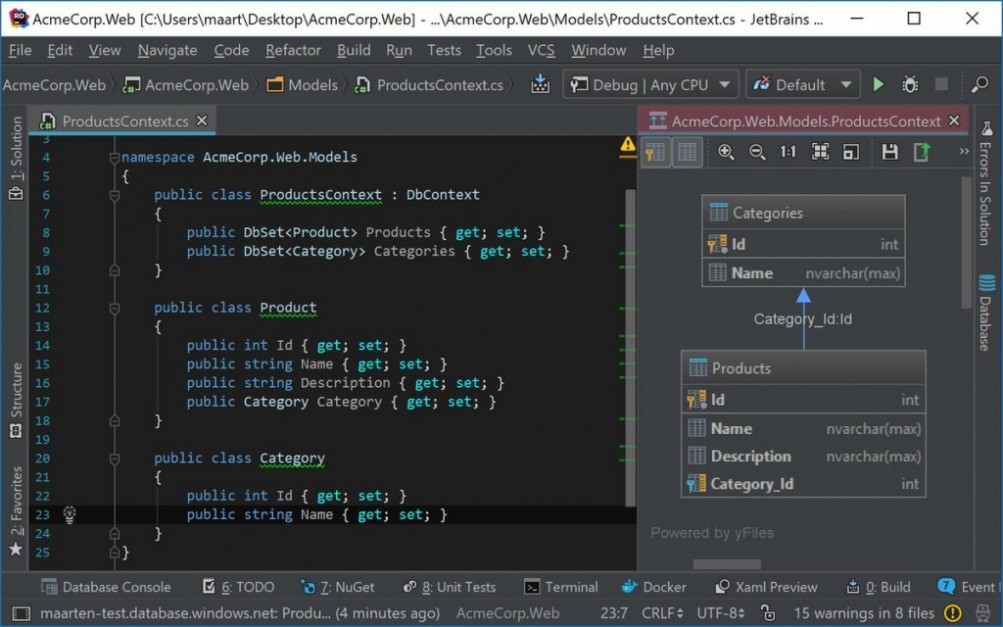 AcmeCorp.Web [C:\Users\maart\Desktop\AcmeCorp.Web] - ...\AcmeCorp.Web\Models\ProductsContext.cs - JetBrains ...
File Edit View Navigate Code Refactor Build Run Tests Tools VCS Window Help
AcmeCorp.Web AcmeCorp.Web Models ProductsContext.cs Debug | Any CPU Default
ProductsContext.cs
AcmeCorp.Web.Models.ProductsContext
1: Solution
Structure
2: Favorites
3
4 namespace AcmeCorp.Web.Models
5 {
6 public class ProductsContext : DbContext
7 {
8 public DbSet<Product> Products { get; set; }
9 public DbSet<Category> Categories { get; set; }
10 }
11
12 public class Product
13 {
14 public int Id { get; set; }
15 public string Name { get; set; }
16 public string Description { get; set; }
17 public Category Category { get; set; }
18 }
19
20 public class Category
21 {
22 public int Id { get; set; }
23 public string Name { get; set; }
24 }
25 }
1:1
Categories
Id int
Name nvarchar(max)
Category_Id:Id
Products
Id int
Name nvarchar(max)
Description nvarchar(max)
Category_Id int
Powered by yFiles
Errors In Solution
Database
Database Console 6: TODO 7: NuGet 8: Unit Tests Terminal Docker Xaml Preview 0: Build 7 Event
maarten-test.database.windows.net: Produ... (4 minutes ago) AcmeCorp.Web 23:7 CRLF UTF-8 15 warnings in 8 files